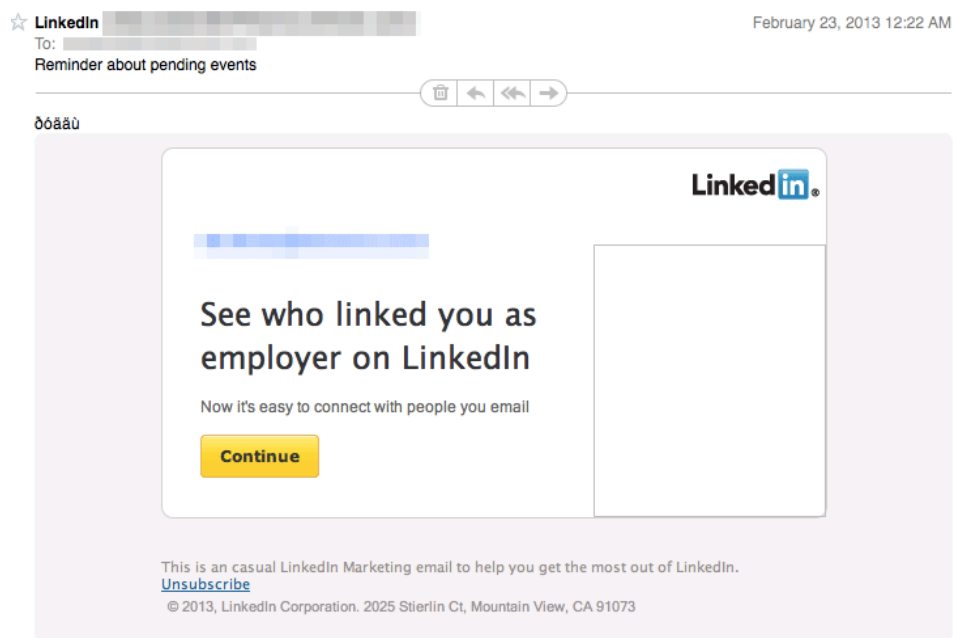 LinkedIn
February 23, 2013 12:22 AM
To:
Reminder about pending events
ðóääù
Linkedin®
See who linked you as
employer on LinkedIn
Now it's easy to connect with people you email
Continue
This is an casual LinkedIn Marketing email to help you get the most out of LinkedIn.
Unsubscribe
© 2013, LinkedIn Corporation. 2025 Stierlin Ct, Mountain View, CA 91073